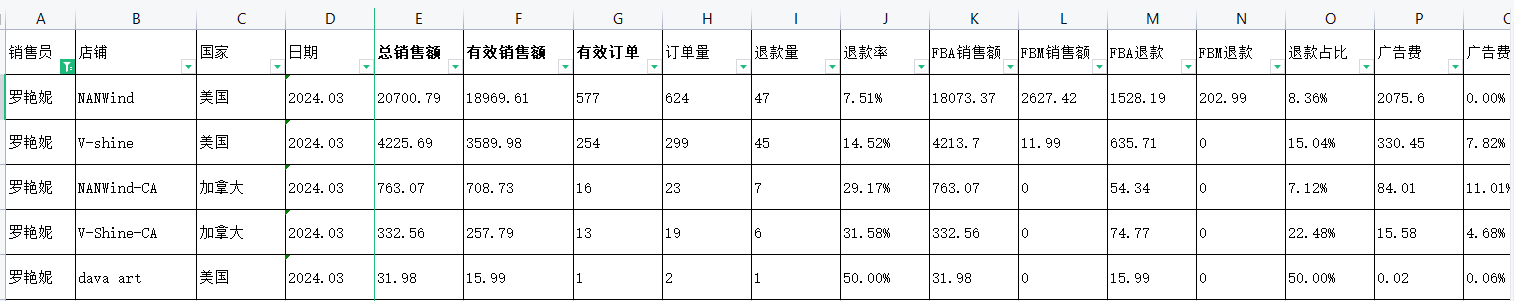 A B C D E F G H I J K L M N O P
销售员 店铺 国家 日期 总销售额 有效销售额 有效订单 订单量 退款量 退款率 FBA销售额 FBM销售额 FBA退款 FBM退款 退款占比 广告费 广告费
罗艳妮 NANWind 美国 2024.03 20700.79 18969.61 577 624 47 7.51% 18073.37 2627.42 1528.19 202.99 8.36% 2075.6 0.00%
罗艳妮 V-shine 美国 2024.03 4225.69 3589.98 254 299 45 14.52% 4213.7 11.99 635.71 0 15.04% 330.45 7.82%
罗艳妮 NANWind-CA 加拿大 2024.03 763.07 708.73 16 23 7 29.17% 763.07 0 54.34 0 7.12% 84.01 11.01%
罗艳妮 V-Shine-CA 加拿大 2024.03 332.56 257.79 13 19 6 31.58% 332.56 0 74.77 0 22.48% 15.58 4.68%
罗艳妮 dava art 美国 2024.03 31.98 15.99 1 2 1 50.00% 31.98 0 15.99 0 50.00% 0.02 0.06%